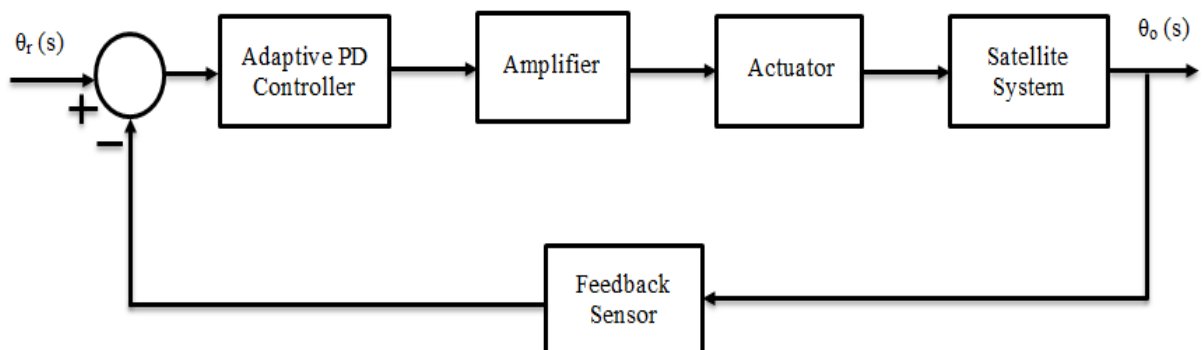 θr (s)
+
−
Adaptive PD
Controller
Amplifier
Actuator
Satellite
System
θo (s)
Feedback
Sensor